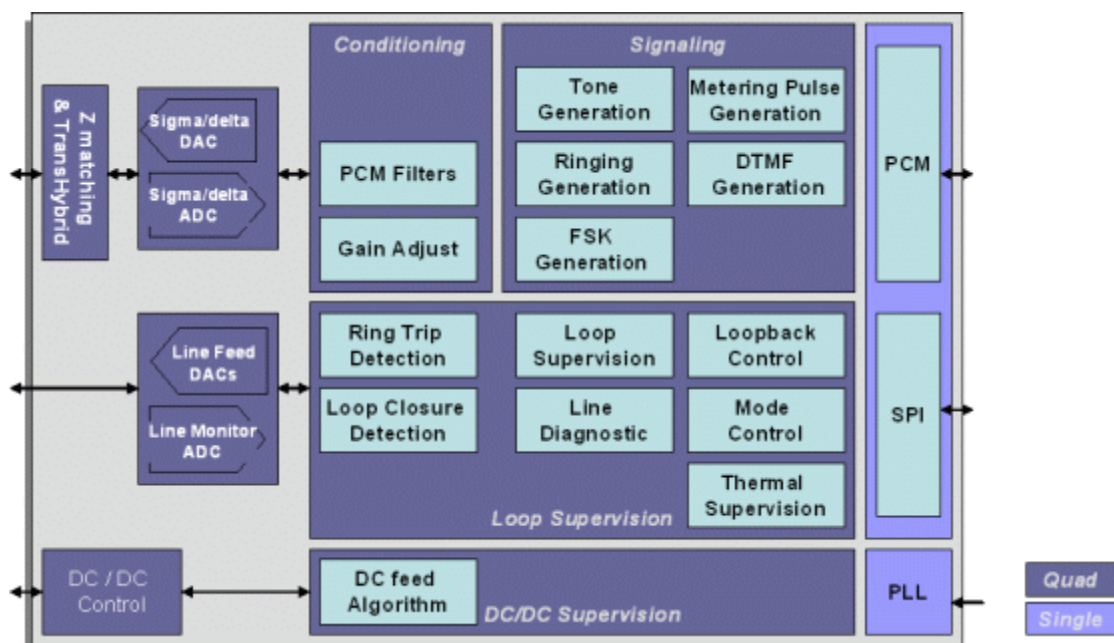 Conditioning
Signaling
Tone
Generation
Metering Pulse
Generation
Z matching
& TransHybrid
Sigma/delta
DAC
Sigma/delta
ADC
PCM Filters
Ringing
Generation
DTMF
Generation
PCM
Gain Adjust
FSK
Generation
Line Feed
DACs
Line Monitor
ADC
Ring Trip
Detection
Loop
Supervision
Loopback
Control
Loop Closure
Detection
Line
Diagnostic
Mode
Control
SPI
Thermal
Supervision
Loop Supervision
DC / DC
Control
DC feed
Algorithm
DC/DC Supervision
PLL
Quad
Single